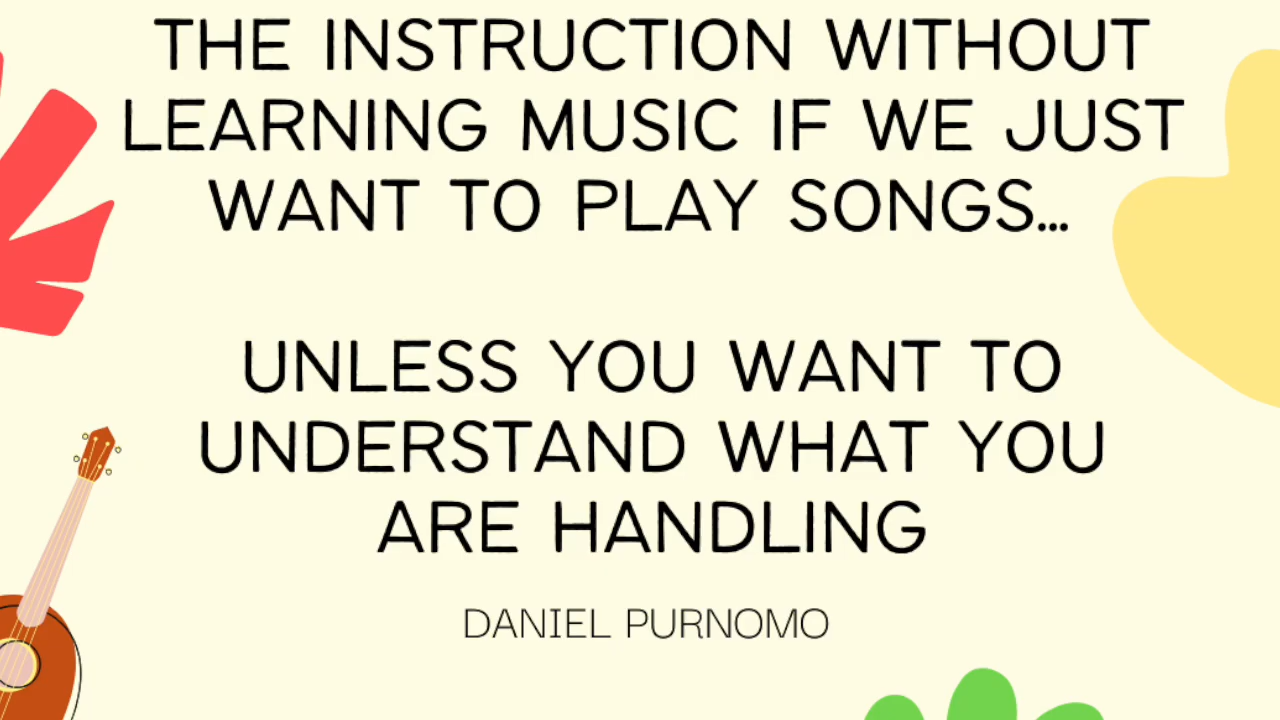 THE INSTRUCTION WITHOUT
LEARNING MUSIC IF WE JUST
WANT TO PLAY SONGS...
UNLESS YOU WANT TO
UNDERSTAND WHAT YOU
ARE HANDLING
DANIEL PURNOMO